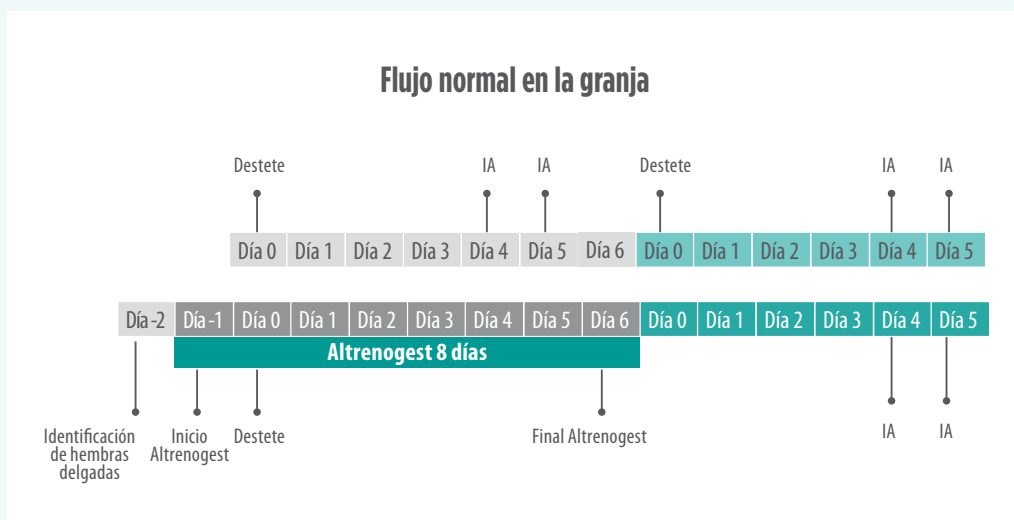 Flujo normal en la granja
Destete IA IA Destete IA IA
Día 0 Día 1 Día 2 Día 3 Día 4 Día 5 Día 6 Día 0 Día 1 Día 2 Día 3 Día 4 Día 5
Día -2 Día -1 Día 0 Día 1 Día 2 Día 3 Día 4 Día 5 Día 6 Día 0 Día 1 Día 2 Día 3 Día 4 Día 5
Altrenogest 8 días
Identificación
de hembras
delgadas
Inicio
Altrenogest
Destete
Final Altrenogest
IA IA